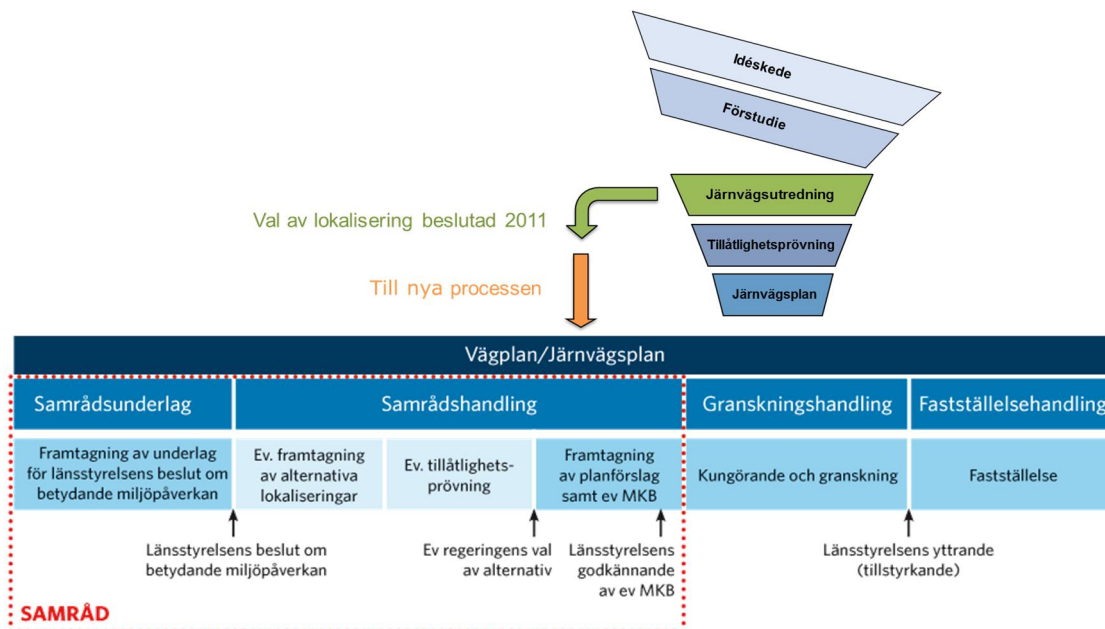 Idéskede
Förstudie
Järnvägsutredning
Val av lokalisering beslutad 2011
Tillåtlighetsprövning
Till nya processen
Järnvägsplan
Vägplan/Järnvägsplan
Samrådsunderlag
Samrådshandling
Granskningshandling
Fastställelsehandling
Framtagning av underlag
för länsstyrelsens beslut om
betydande miljöpåverkan
Ev. framtagning
av alternativa
lokaliseringar
Ev. tillåtlighets-
prövning
Framtagning
av planförslag
samt ev MKB
Kungörande och granskning
Fastställelse
Länsstyrelsens beslut om
betydande miljöpåverkan
Ev regeringens val
av alternativ
Länsstyrelsens
godkännande
av ev MKB
Länsstyrelsens yttrande
(tillstyrkande)
SAMRÅD